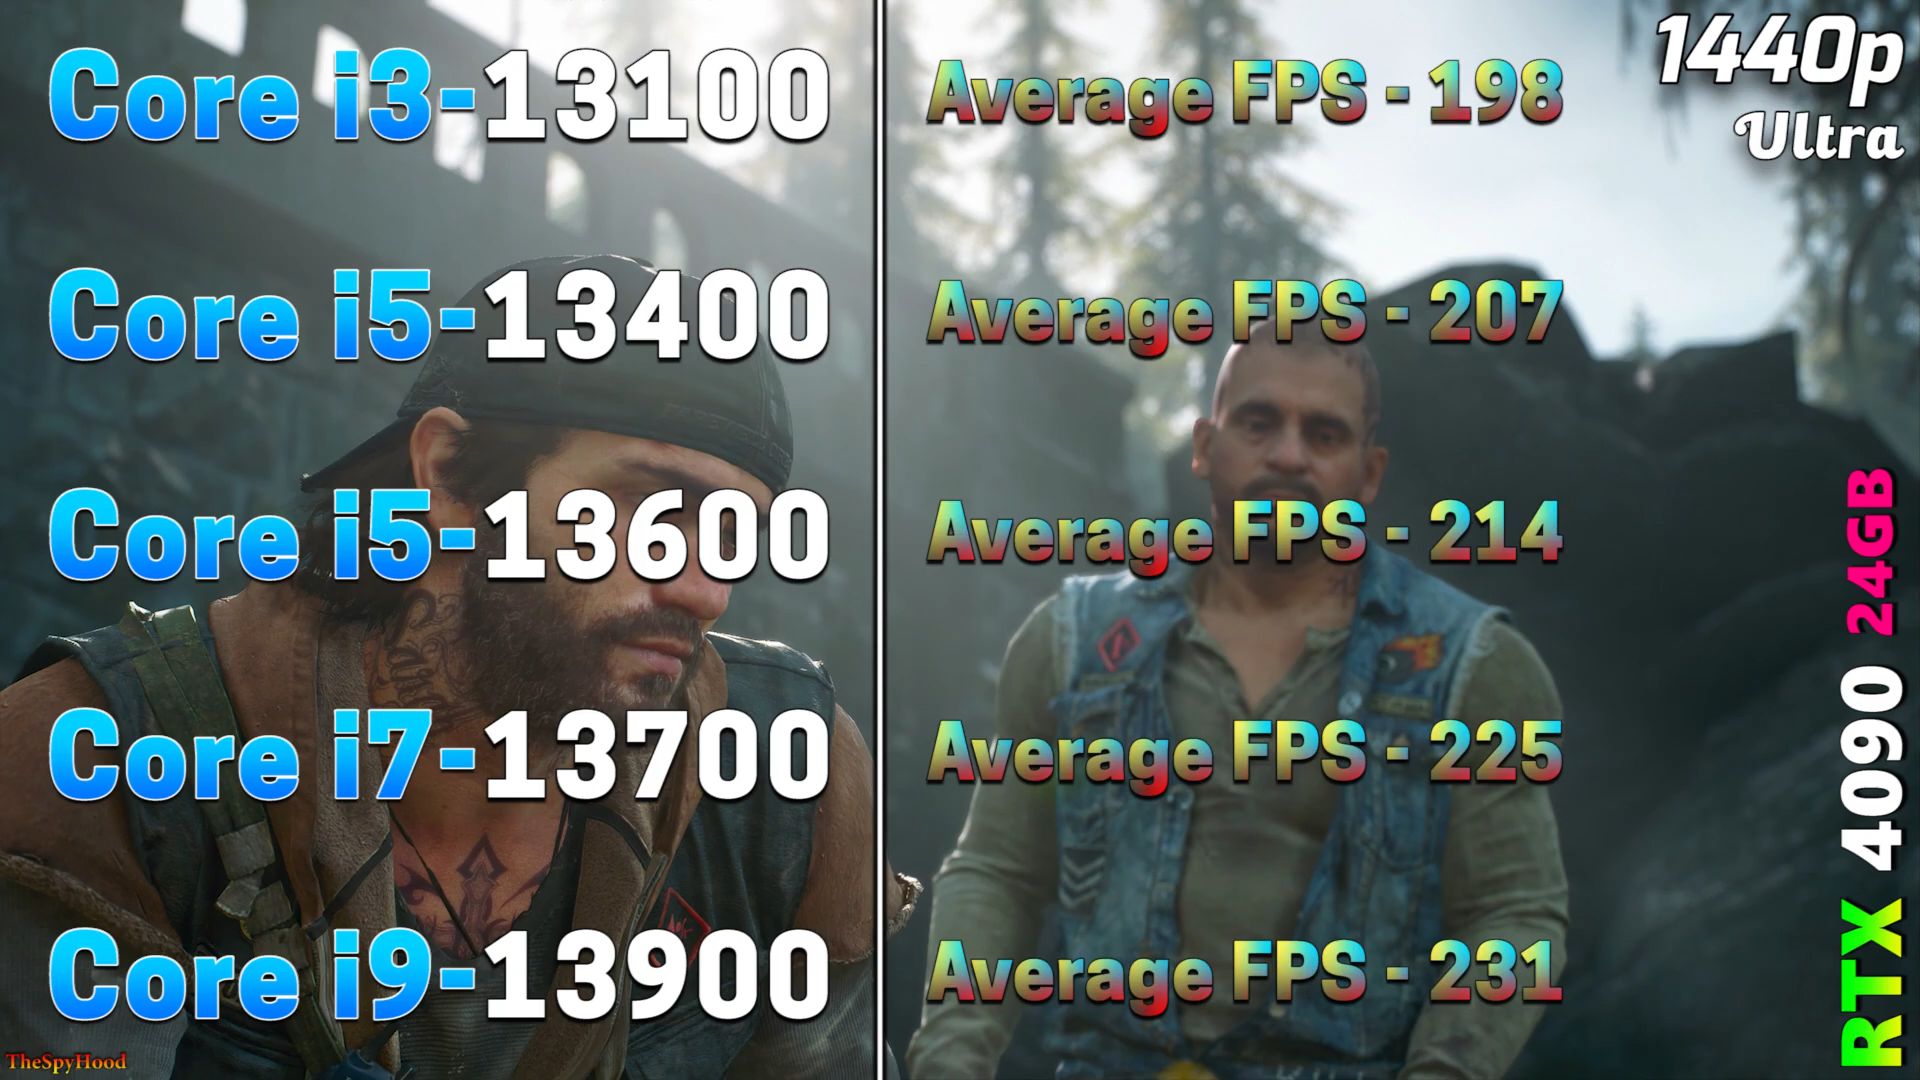 Core i3-13100 Average FPS - 198
Core i5-13400 Average FPS - 207
Core i5-13600 Average FPS - 214
Core i7-13700 Average FPS - 225
Core i9-13900 Average FPS - 231
1440p
Ultra
RTX 4090 24GB
TheSpyHood